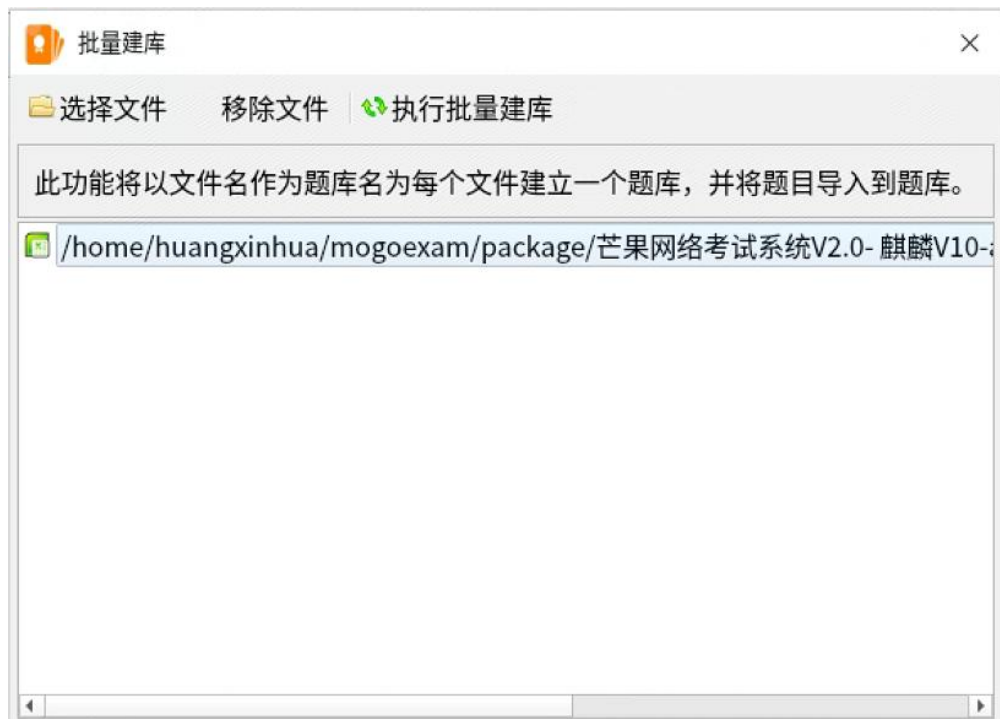 批量建库
选择文件 移除文件 执行批量建库
此功能将以文件名作为题库名为每个文件建立一个题库，并将题目导入到题库。
/home/huangxinhua/mogoexam/package/芒果网络考试系统V2.0- 麒麟V10-